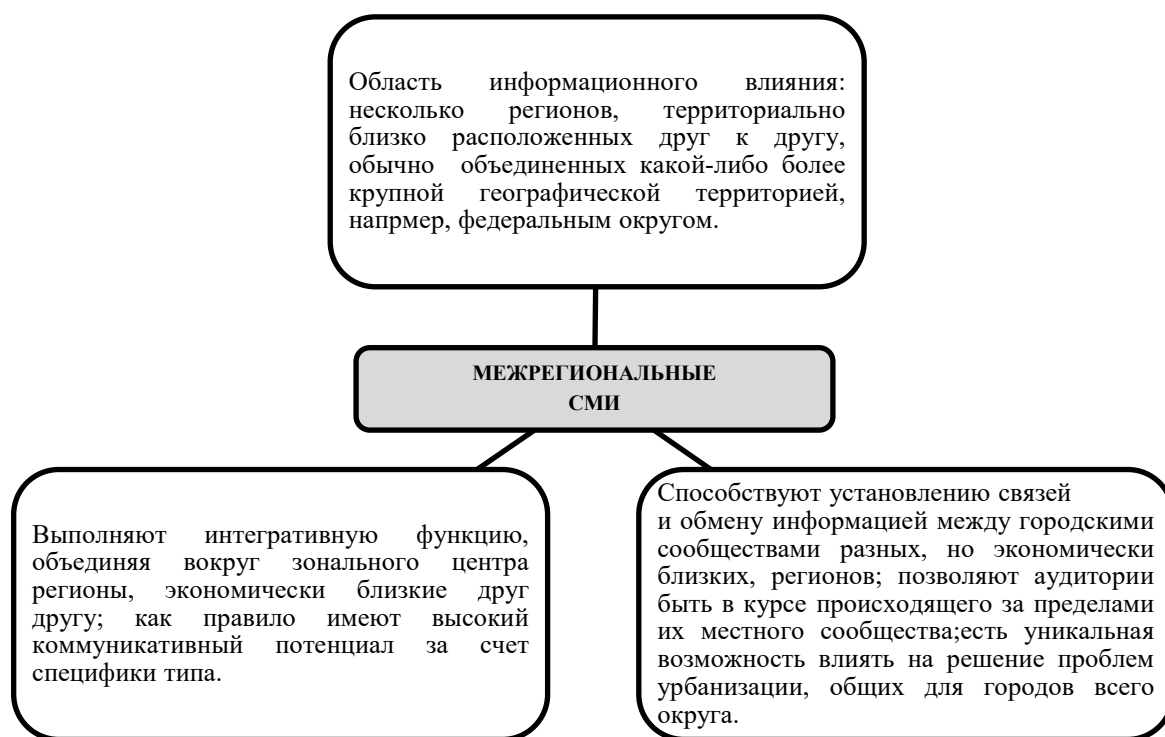 Область информационного влияния:
несколько регионов, территориально
близко расположенных друг к другу,
обычно объединенных какой-либо более
крупной географической территорией,
напрмер, федеральным округом.
МЕЖРЕГИОНАЛЬНЫЕ
СМИ
Выполняют интегративную функцию,
объединяя вокруг зонального центра
регионы, экономически близкие друг
другу; как правило имеют высокий
коммуникативный потенциал за счет
специфики типа.
Способствуют установлению связей
и обмену информацией между городскими
сообществами разных, но экономически
близких, регионов; позволяют аудитории
быть в курсе происходящего за пределами
их местного сообщества;есть уникальная
возможность влиять на решение проблем
урбанизации, общих для городов всего
округа.